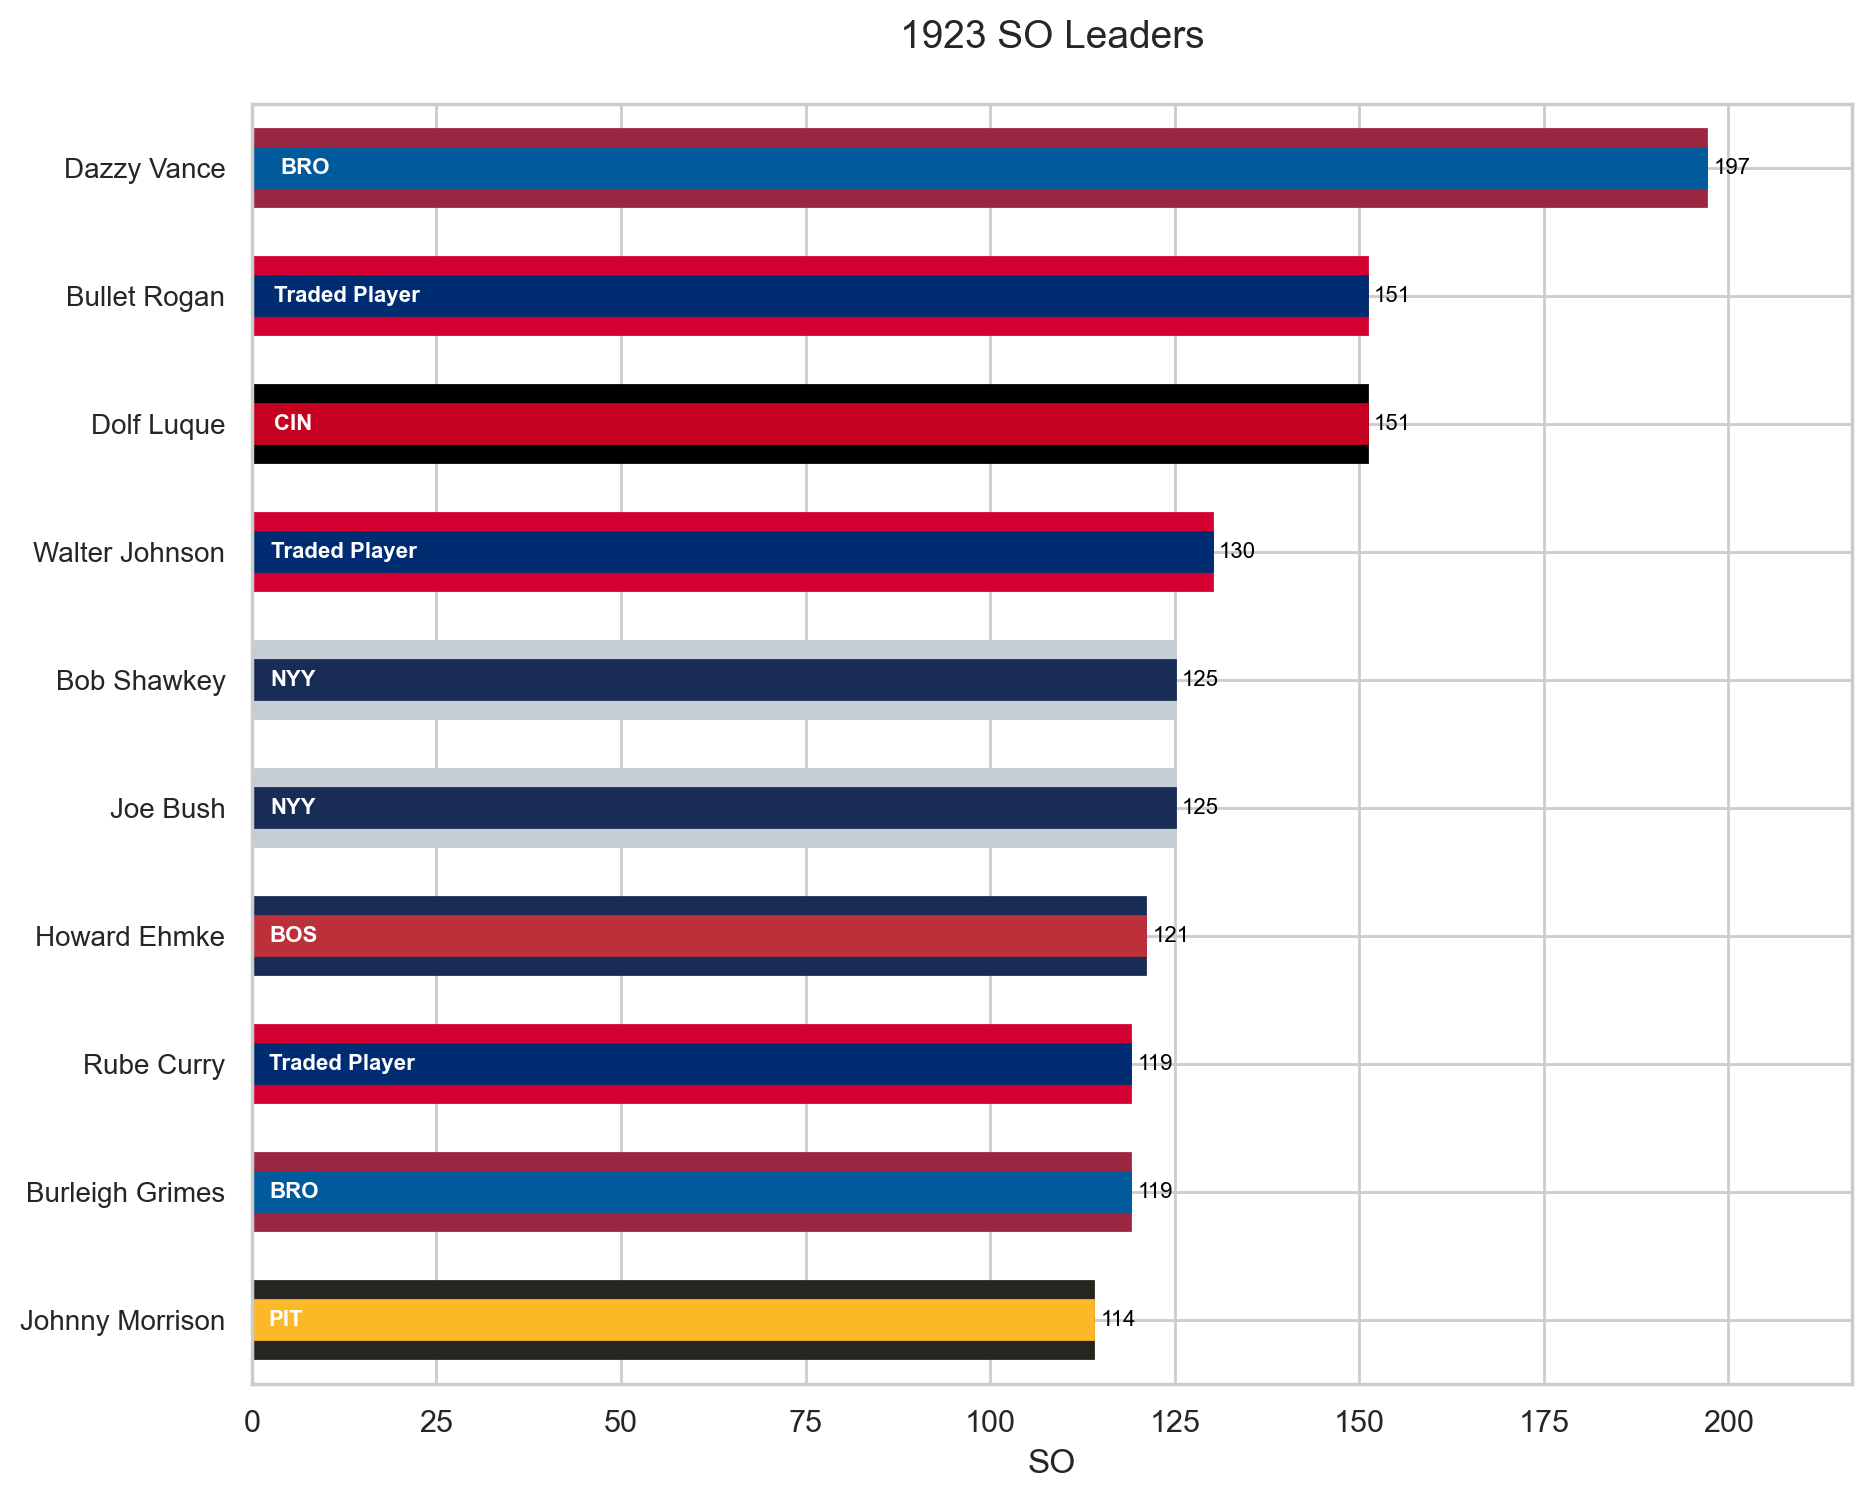 1923 SO Leaders
Dazzy Vance
BRO
197
Bullet Rogan
Traded Player
151
Dolf Luque
CIN
151
Walter Johnson
Traded Player
130
Bob Shawkey
NYY
125
Joe Bush
NYY
125
Howard Ehmke
BOS
121
Rube Curry
Traded Player
119
Burleigh Grimes
BRO
119
Johnny Morrison
PIT
114
0 25 50 75 100 125 150 175 200
SO